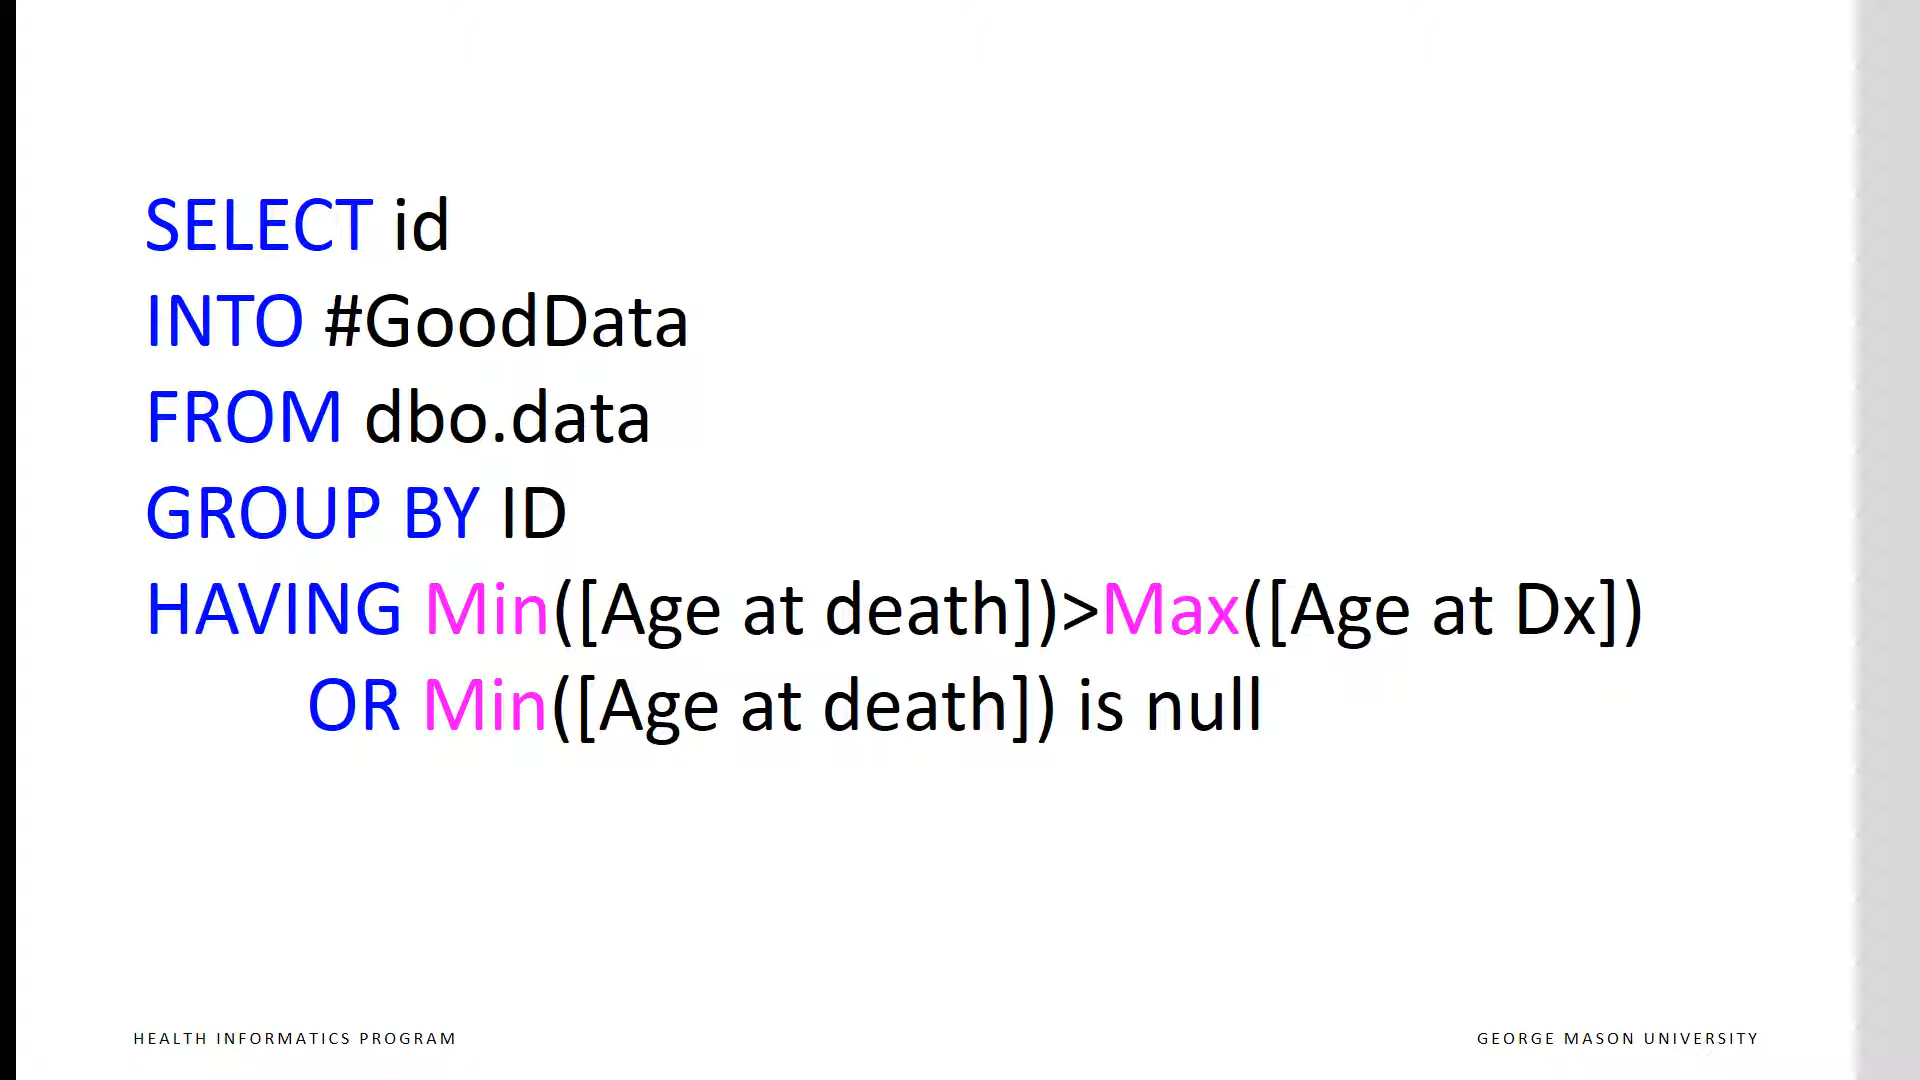 SELECT id
INTO #GoodData
FROM dbo.data
GROUP BY ID
HAVING Min([Age at death])>Max([Age at Dx])
OR Min([Age at death]) is null
HEALTH INFORMATICS PROGRAM
GEORGE MASON UNIVERSITY